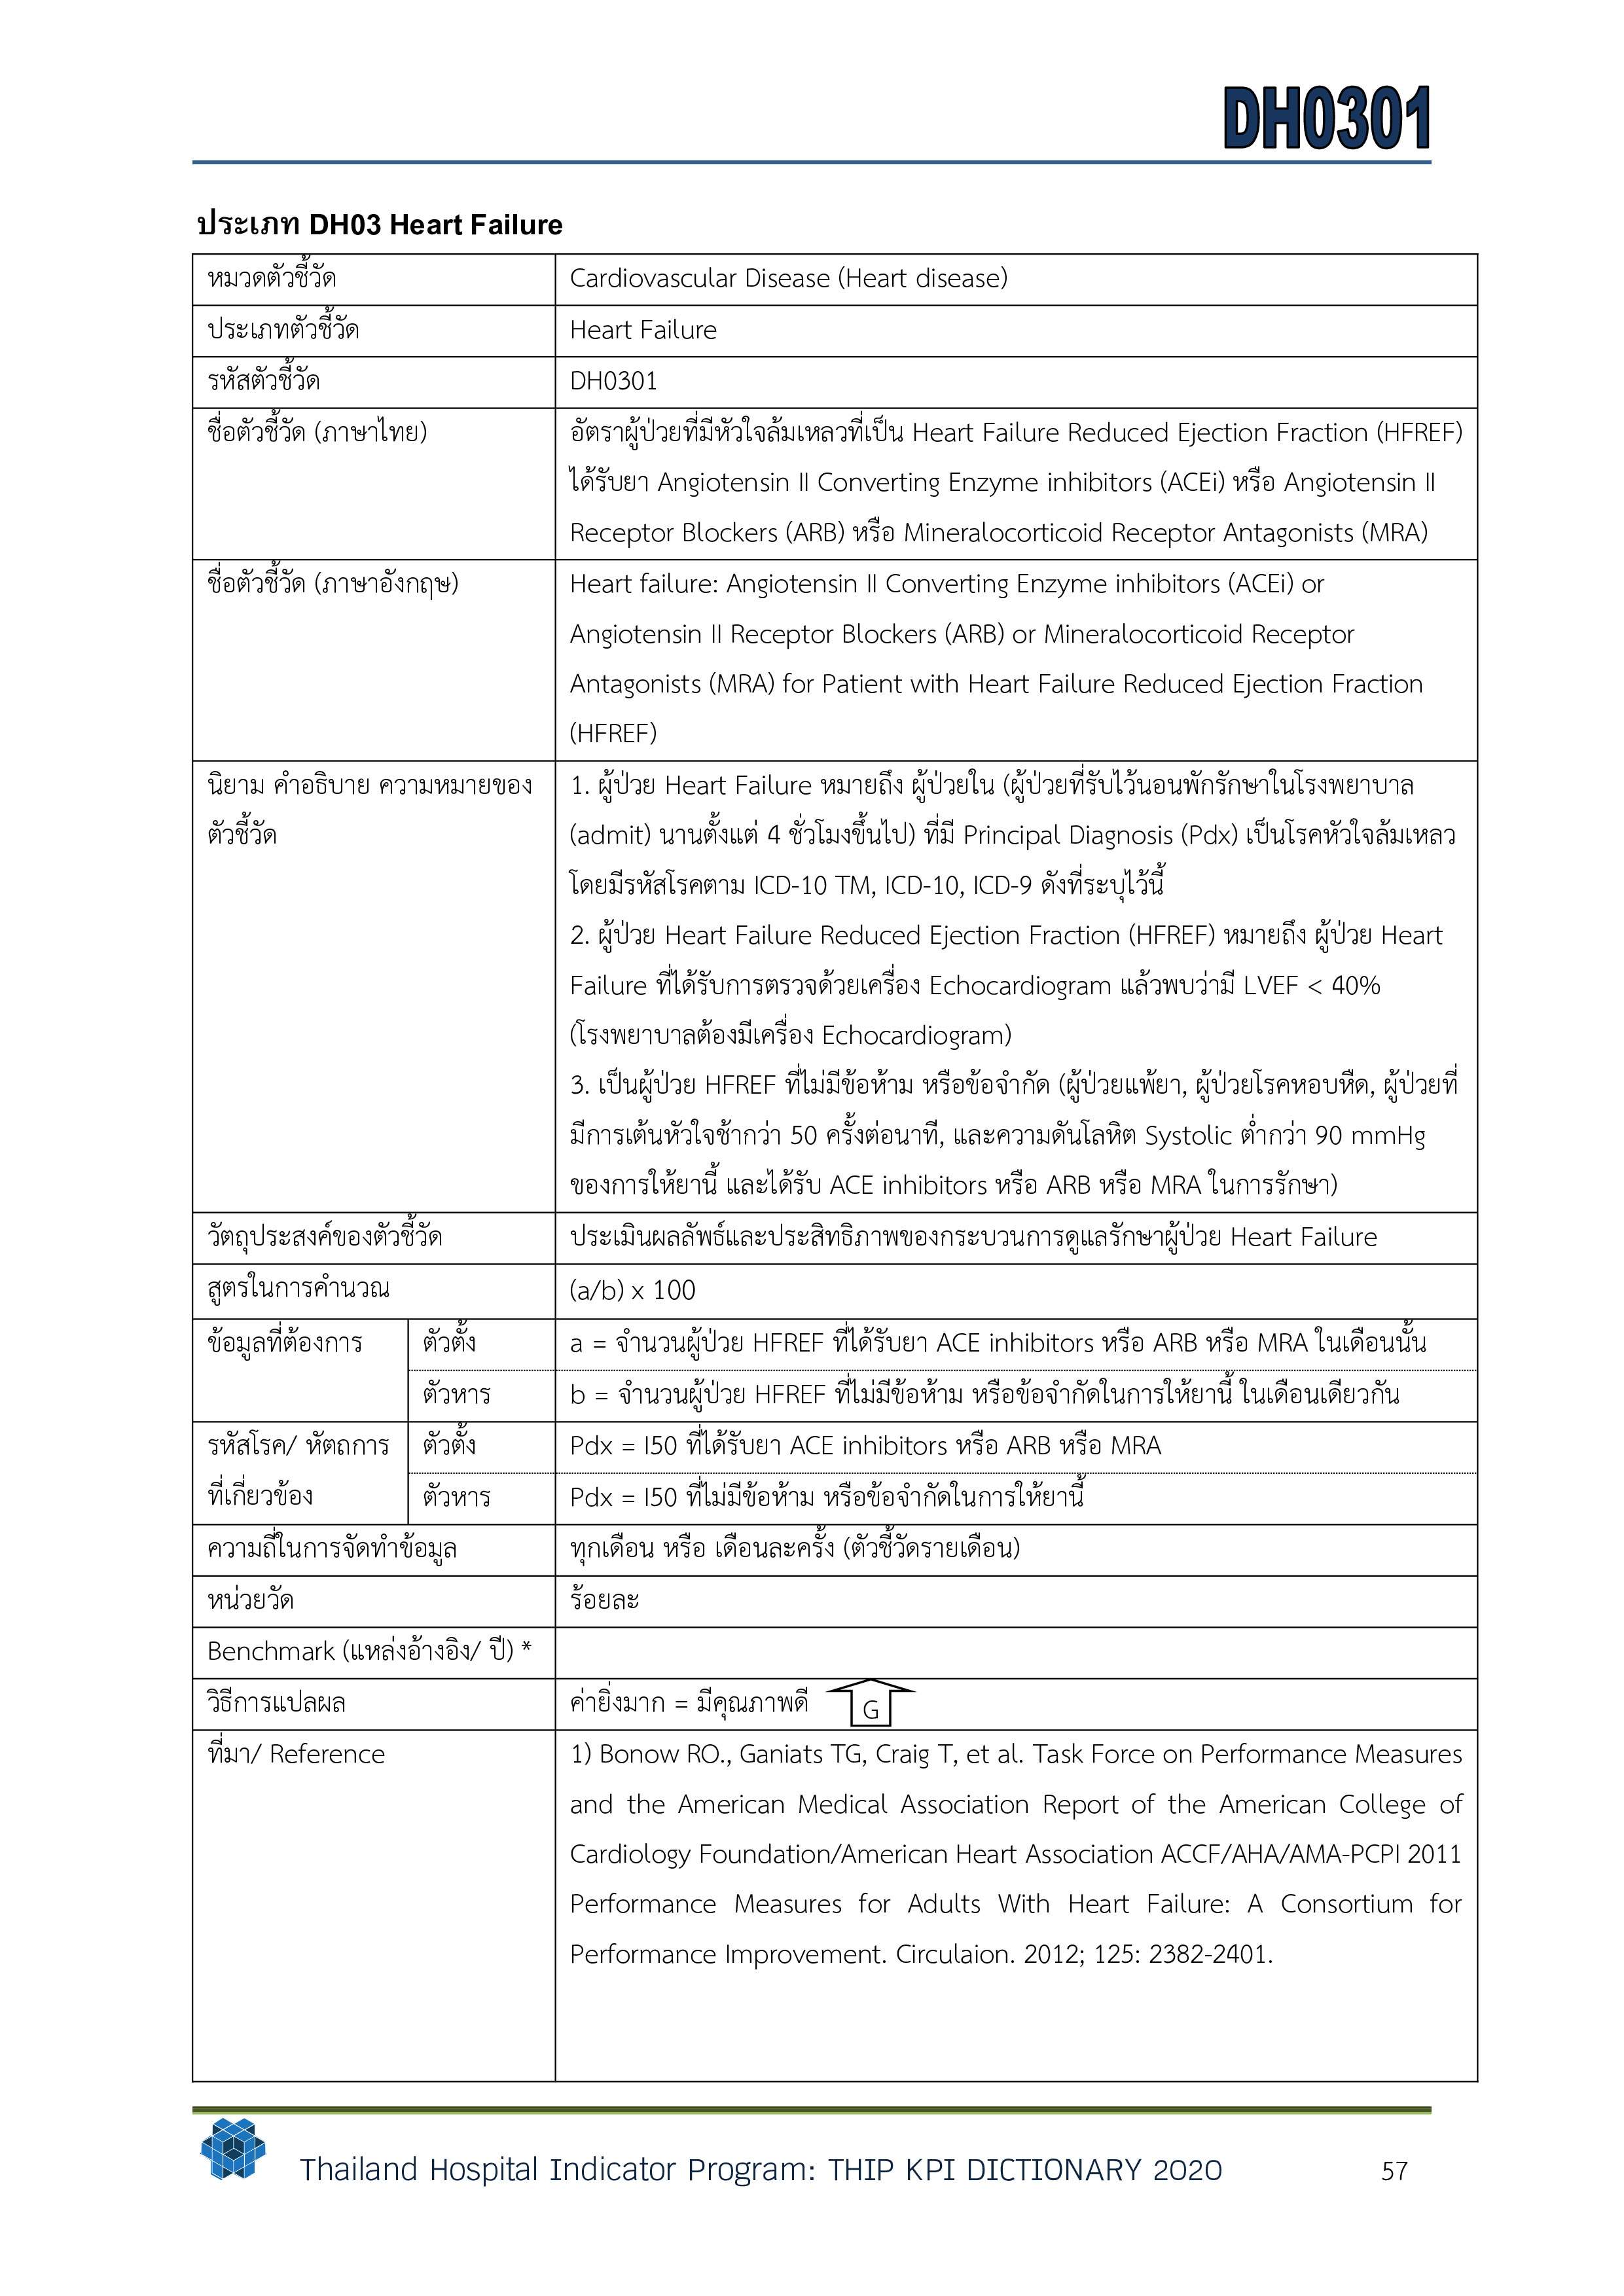 DH0301
ประเภท DH03 Heart Failure
หมวดตัวชี้วัด
Cardiovascular Disease (Heart disease)
ประเภทตัวชี้วัด
Heart Failure
รหัสตัวชี้วัด
DH0301
ชื่อตัวชี้วัด (ภาษาไทย)
อัตราผู้ป่วยที่มีหัวใจล้มเหลวที่เป็น Heart Failure Reduced Ejection Fraction (HFREF)
ได้รับยา Angiotensin II Converting Enzyme inhibitors (ACEi) หรือ Angiotensin II
Receptor Blockers (ARB) หรือ Mineralocorticoid Receptor Antagonists (MRA)
ชื่อตัวชี้วัด (ภาษาอังกฤษ)
Heart failure: Angiotensin II Converting Enzyme inhibitors (ACEi) or
Angiotensin II Receptor Blockers (ARB) or Mineralocorticoid Receptor
Antagonists (MRA) for Patient with Heart Failure Reduced Ejection Fraction
(HFREF)
นิยาม คำอธิบาย ความหมายของ
ตัวชี้วัด
1. ผู้ป่วย Heart Failure หมายถึง ผู้ป่วยใน (ผู้ป่วยที่รับไว้นอนพักรักษาในโรงพยาบาล
(admit) นานตั้งแต่ 4 ชั่วโมงขึ้นไป) ที่มี Principal Diagnosis (Pdx) เป็นโรคหัวใจล้มเหลว
โดยมีรหัสโรคตาม ICD-10 TM, ICD-10, ICD-9 ดังที่ระบุไว้นี้
2. ผู้ป่วย Heart Failure Reduced Ejection Fraction (HFREF) หมายถึง ผู้ป่วย Heart
Failure ที่ได้รับการตรวจด้วยเครื่อง Echocardiogram แล้วพบว่ามี LVEF < 40%
(โรงพยาบาลต้องมีเครื่อง Echocardiogram)
3. เป็นผู้ป่วย HFREF ที่ไม่มีข้อห้าม หรือข้อจำกัด (ผู้ป่วยแพ้ยา, ผู้ป่วยโรคหอบหืด, ผู้ป่วยที่
มีการเต้นหัวใจช้ากว่า 50 ครั้งต่อนาที, และความดันโลหิต Systolic ต่ำกว่า 90 mmHg
ของการให้ยานี้ และได้รับ ACE inhibitors หรือ ARB หรือ MRA ในการรักษา)
วัตถุประสงค์ของตัวชี้วัด
ประเมินผลลัพธ์และประสิทธิภาพของกระบวนการดูแลรักษาผู้ป่วย Heart Failure
สูตรในการคำนวณ
(a/b) x 100
ข้อมูลที่ต้องการ
ตัวตั้ง
a = จำนวนผู้ป่วย HFREF ที่ได้รับยา ACE inhibitors หรือ ARB หรือ MRA ในเดือนนั้น
ตัวหาร
b = จำนวนผู้ป่วย HFREF ที่ไม่มีข้อห้าม หรือข้อจำกัดในการให้ยานี้ ในเดือนเดียวกัน
รหัสโรค/ หัตถการ
ที่เกี่ยวข้อง
ตัวตั้ง
Pdx = I50 ที่ได้รับยา ACE inhibitors หรือ ARB หรือ MRA
ตัวหาร
Pdx = I50 ที่ไม่มีข้อห้าม หรือข้อจำกัดในการให้ยานี้
ความถี่ในการจัดทำข้อมูล
ทุกเดือน หรือ เดือนละครั้ง (ตัวชี้วัดรายเดือน)
หน่วยวัด
ร้อยละ
Benchmark (แหล่งอ้างอิง/ ปี) *
วิธีการแปลผล
ค่ายิ่งมาก = มีคุณภาพดี G
ที่มา/ Reference
1) Bonow RO., Ganiats TG, Craig T, et al. Task Force on Performance Measures
and the American Medical Association Report of the American College of
Cardiology Foundation/American Heart Association ACCF/AHA/AMA-PCPI 2011
Performance Measures for Adults With Heart Failure: A Consortium for
Performance Improvement. Circulaion. 2012; 125: 2382-2401.
Thailand Hospital Indicator Program: THIP KPI DICTIONARY 2020
57